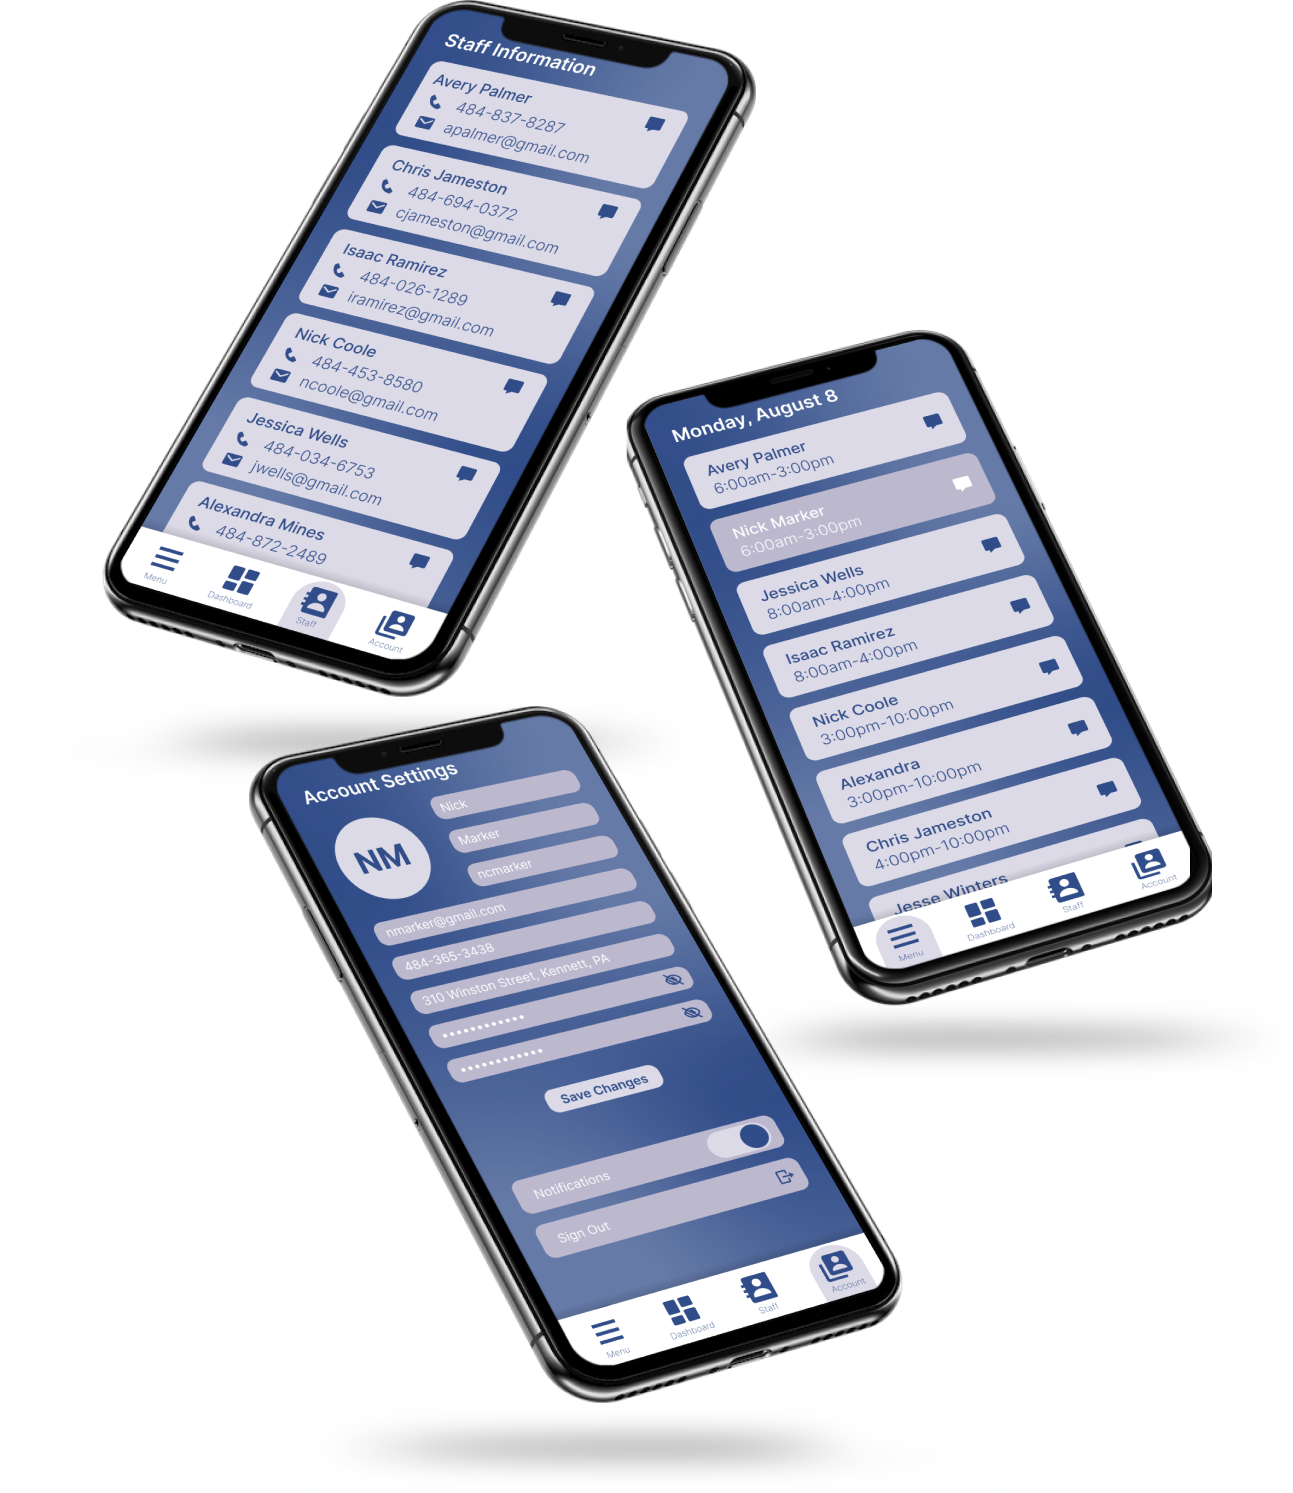 Staff Information
Avery Palmer
484-837-8287
apalmer@gmail.com
Chris Jameston
484-694-0372
cjameston@gmail.com
Isaac Ramirez
484-026-1289
iramirez@gmail.com
Nick Coole
484-453-8580
ncoole@gmail.com
Jessica Wells
484-034-6753
jwells@gmail.com
Alexandra Mines
484-872-2489
Menu
Dashboard
Staff
Account
Monday, August 8
Avery Palmer
6:00am-3:00pm
Nick Marker
6:00am-3:00pm
Jessica Wells
8:00am-4:00pm
Isaac Ramirez
8:00am-4:00pm
Nick Coole
3:00pm-10:00pm
Alexandra
3:00pm-10:00pm
Chris Jameston
4:00pm-10:00pm
Jesse Winters
Menu
Dashboard
Staff
Account
Account Settings
NM
Nick
Marker
ncmarker
nmarker@gmail.com
484-365-3438
310 Winston Street, Kennett, PA
••••••••••••
••••••••••••
Save Changes
Notifications
Sign Out
Menu
Dashboard
Staff
Account